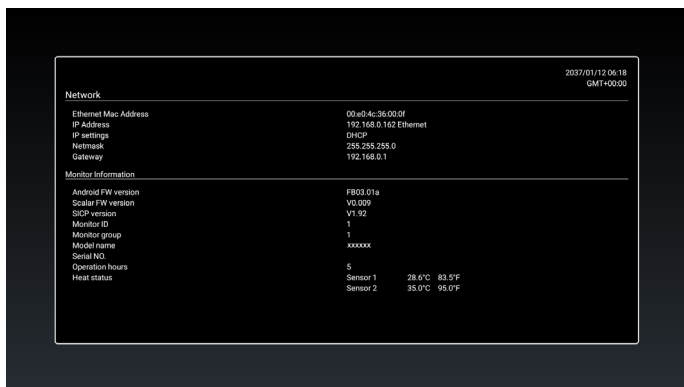 2037/01/12 06:18
GMT+00:00
Network
Ethernet Mac Address 00:e0:4c:36:00:0f
IP Address 192.168.0.162 Ethernet
IP settings DHCP
Netmask 255.255.255.0
Gateway 192.168.0.1
Monitor Information
Android FW version FB03.01a
Scalar FW version V0.009
SICP version V1.92
Monitor ID 1
Monitor group 1
Model name xxxxxx
Serial NO.
Operation hours 5
Heat status Sensor 1 28.6°C 83.5°F
Sensor 2 35.0°C 95.0°F